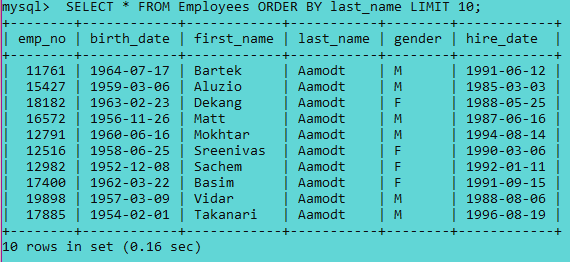 mysql>  SELECT * FROM Employees ORDER BY last_name LIMIT 10;
+--------+------------+------------+-----------+--------+------------+
| emp_no | birth_date | first_name | last_name | gender | hire_date  |
+--------+------------+------------+-----------+--------+------------+
|  11761 | 1964-07-17 | Bartek     | Aamodt    | M      | 1991-06-12 |
|  15427 | 1959-03-06 | Aluzio     | Aamodt    | M      | 1985-03-03 |
|  18182 | 1963-02-23 | Dekang     | Aamodt    | F      | 1988-05-25 |
|  16572 | 1956-11-26 | Matt       | Aamodt    | M      | 1987-06-16 |
|  12791 | 1960-06-16 | Mokhtar    | Aamodt    | M      | 1994-08-14 |
|  12516 | 1958-06-25 | Sreenivas  | Aamodt    | F      | 1990-03-06 |
|  12982 | 1952-12-08 | Sachem     | Aamodt    | F      | 1992-01-11 |
|  17400 | 1962-03-22 | Basim      | Aamodt    | F      | 1991-09-15 |
|  19898 | 1957-03-09 | Vidar      | Aamodt    | M      | 1988-08-06 |
|  17885 | 1954-02-01 | Takanari   | Aamodt    | M      | 1996-08-19 |
+--------+------------+------------+-----------+--------+------------+
10 rows in set (0.16 sec)